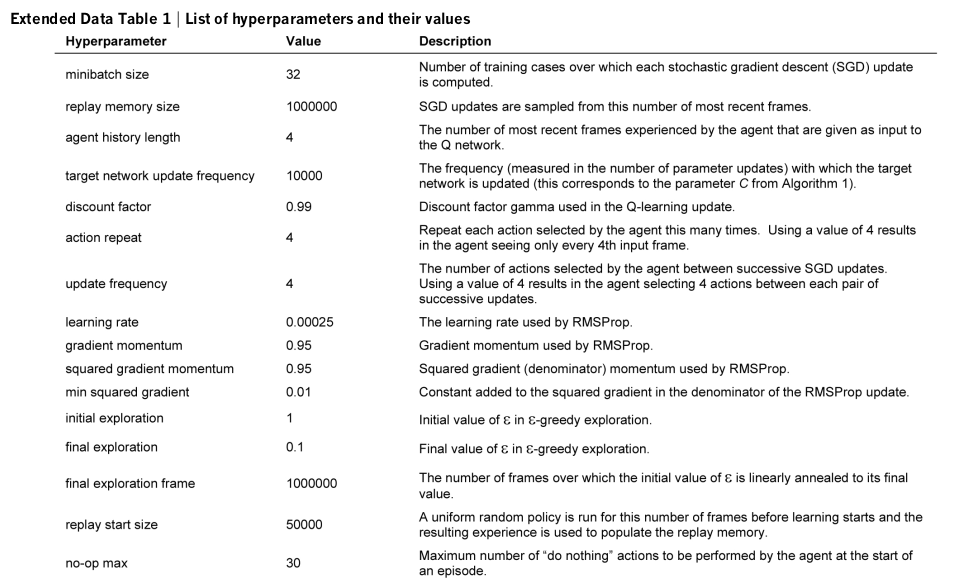 Extended Data Table 1 | List of hyperparameters and their values
Hyperparameter Value Description
minibatch size 32 Number of training cases over which each stochastic gradient descent (SGD) update
is computed.
replay memory size 1000000 SGD updates are sampled from this number of most recent frames.
agent history length 4 The number of most recent frames experienced by the agent that are given as input to
the Q network.
target network update frequency 10000 The frequency (measured in the number of parameter updates) with which the target
network is updated (this corresponds to the parameter C from Algorithm 1).
discount factor 0.99 Discount factor gamma used in the Q-learning update.
action repeat 4 Repeat each action selected by the agent this many times. Using a value of 4 results
in the agent seeing only every 4th input frame.
update frequency 4 The number of actions selected by the agent between successive SGD updates.
Using a value of 4 results in the agent selecting 4 actions between each pair of
successive updates.
learning rate 0.00025 The learning rate used by RMSProp.
gradient momentum 0.95 Gradient momentum used by RMSProp.
squared gradient momentum 0.95 Squared gradient (denominator) momentum used by RMSProp.
min squared gradient 0.01 Constant added to the squared gradient in the denominator of the RMSProp update.
initial exploration 1 Initial value of ε in ε-greedy exploration.
final exploration 0.1 Final value of ε in ε-greedy exploration.
final exploration frame 1000000 The number of frames over which the initial value of ε is linearly annealed to its final
value.
replay start size 50000 A uniform random policy is run for this number of frames before learning starts and the
resulting experience is used to populate the replay memory.
no-op max 30 Maximum number of “do nothing” actions to be performed by the agent at the start of
an episode.